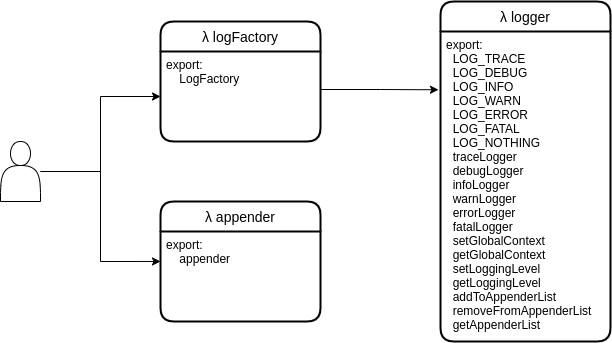 λ logFactory
export:
LogFactory
λ appender
export:
appender
λ logger
export:
LOG_TRACE
LOG_DEBUG
LOG_INFO
LOG_WARN
LOG_ERROR
LOG_FATAL
LOG_NOTHING
traceLogger
debugLogger
infoLogger
warnLogger
errorLogger
fatalLogger
setGlobalContext
getGlobalContext
setLoggingLevel
getLoggingLevel
addToAppenderList
removeFromAppenderList
getAppenderList